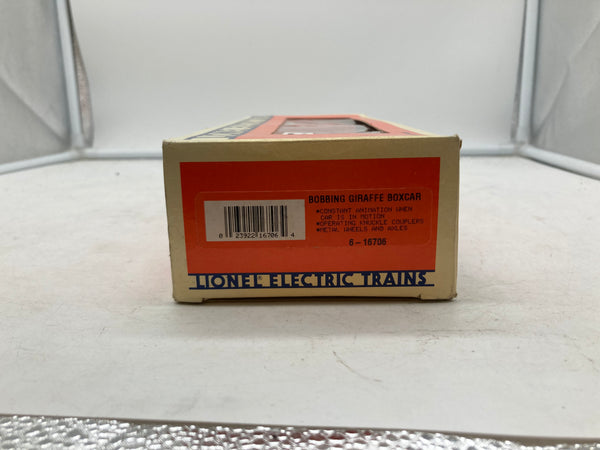 BOBBING GIRAFFE BOXCAR
*CONSTANT ANIMATION WHEN
CAR IS IN MOTION
*OPERATING KNUCKLE COUPLERS
*METAL WHEELS AND AXLES
6-16706
0 23922 16706 4
LIONEL® ELECTRIC TRAINS